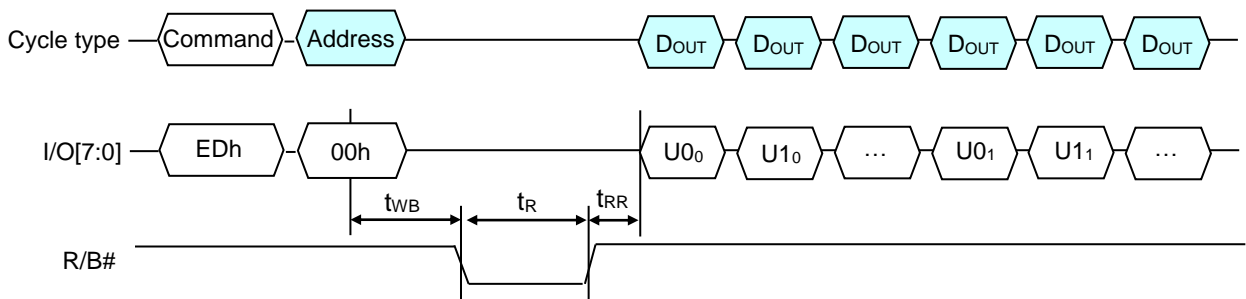 Cycle type Command Address DOUT DOUT DOUT DOUT DOUT DOUT
I/O[7:0] EDh 00h U0₀ U1₀ … U0₁ U1₁ …
tWB tR tRR
R/B#